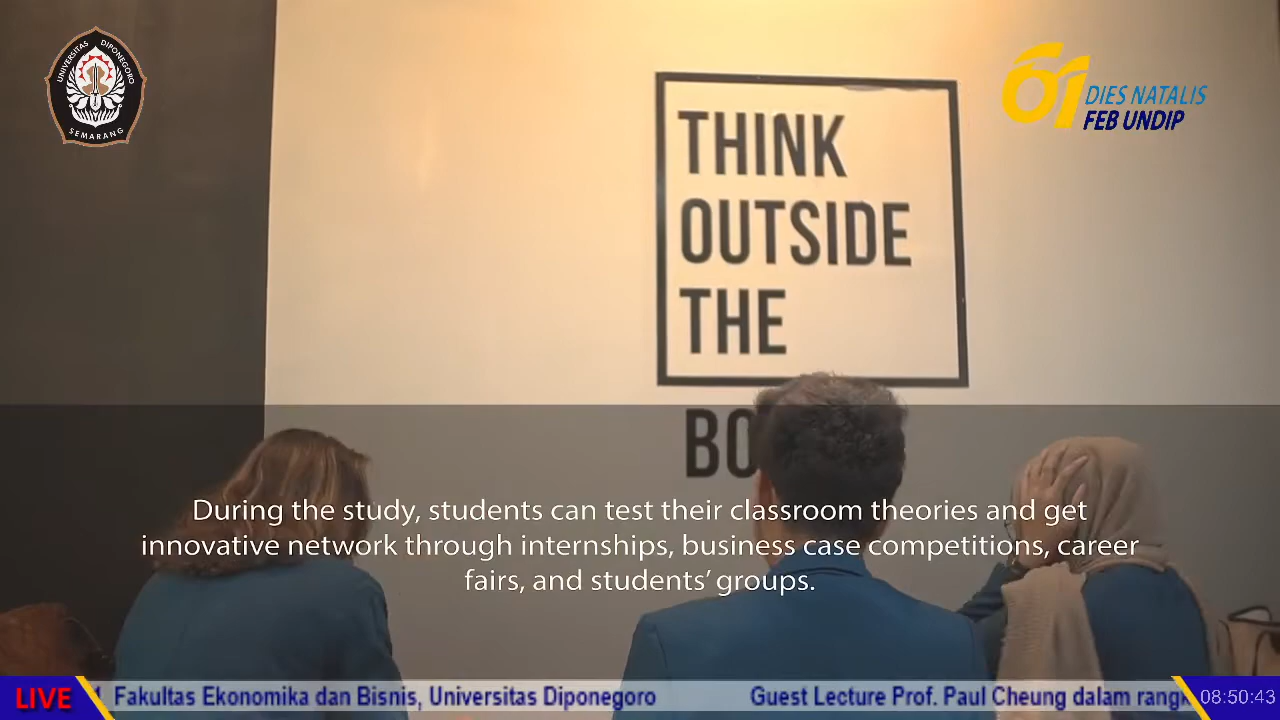 UNIVERSITAS DIPONEGORO
SEMARANG
61 DIES NATALIS
FEB UNDIP
THINK
OUTSIDE
THE
During the study, students can test their classroom theories and get
innovative network through internships, business case competitions, career
fairs, and students' groups.
LIVE
Fakultas Ekonomika dan Bisnis, Universitas Diponegoro
Guest Lecture Prof. Paul Cheung dalam
08:50:43